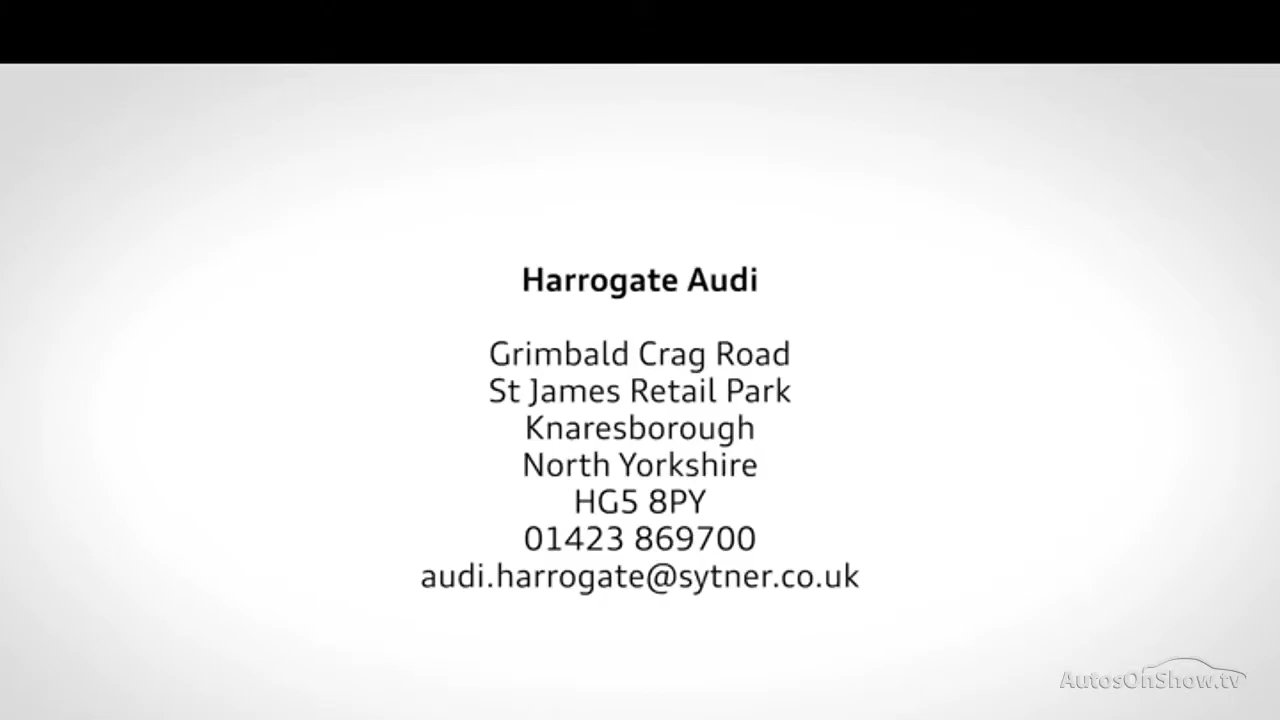 Harrogate Audi
Grimbald Crag Road
St James Retail Park
Knaresborough
North Yorkshire
HG5 8PY
01423 869700
audi.harrogate@sytner.co.uk
AutosOnShow.tv